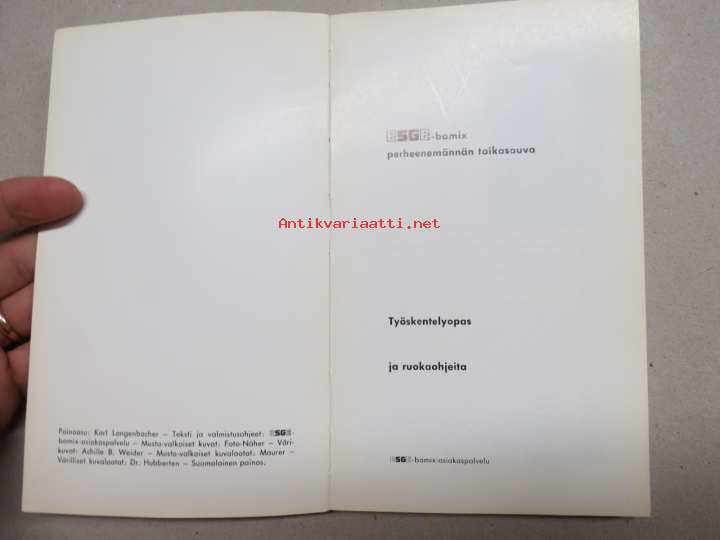 Painoasu: Karl Langenbacher – Teksti ja valmistusohjeet: ESGE-
bamix-asiakaspalvelu – Musta-valkoiset kuvat: Foto-Näher – Väri-
kuvat: Achille B. Weider – Musta-valkoiset kuvalaatat: Maurer –
Värilliset kuvalaatat: Dr. Hubberten – Suomalainen painos.
ESGE-bamix
perheenemännän taikasauva
Antikvariaatti.net
Työskentelyopas
ja ruokaohjeita
ESGE-bamix-asiakaspalvelu